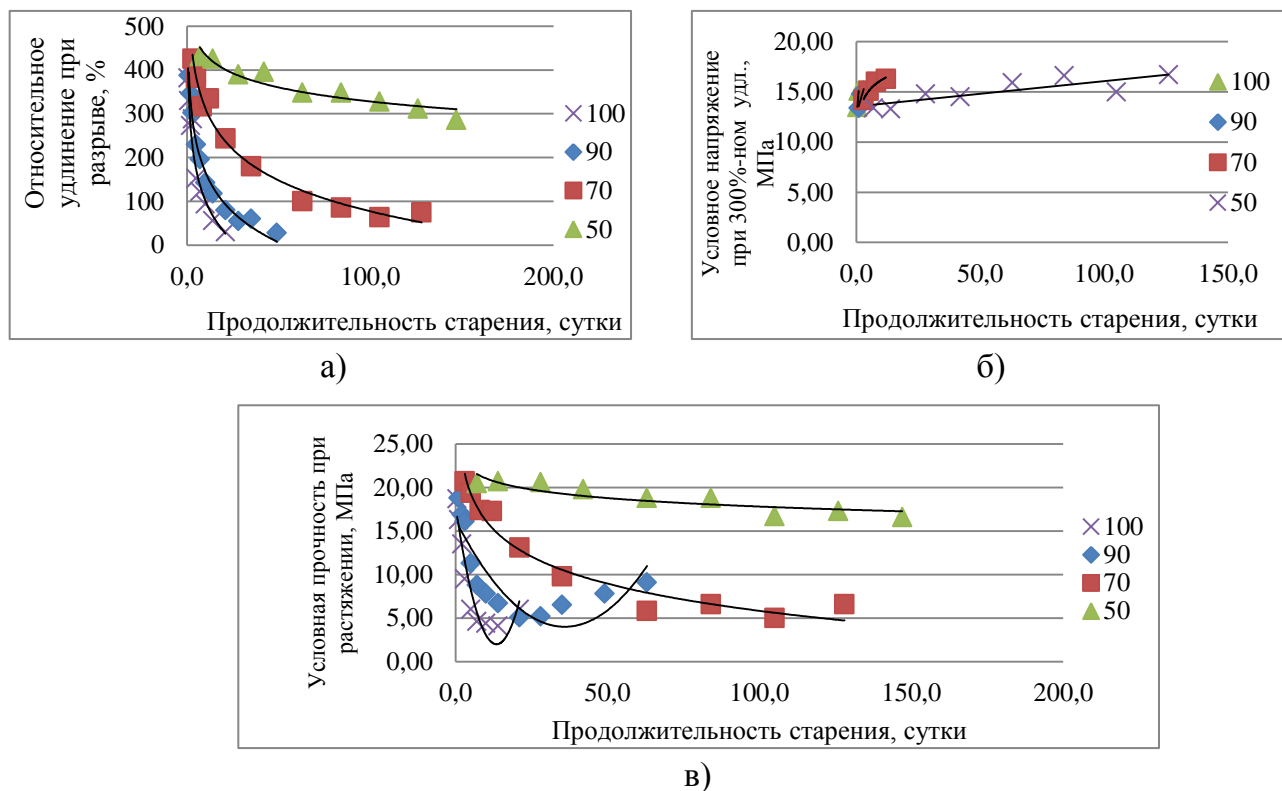 Относительное
удлинение при
разрыве, %
500
400
300
200
100
0
0,0
100,0
200,0
Продолжительность старения, сутки
100
90
70
50
а)
Условное напряжение
при 300%-ном удл.,
МПа
20,00
15,00
10,00
5,00
0,00
0,0
50,0
100,0
150,0
Продолжительность старения, сутки
100
90
70
50
б)
Условная прочность при
растяжении, МПа
25,00
20,00
15,00
10,00
5,00
0,00
0,0
50,0
100,0
150,0
200,0
Продолжительность старения, сутки
100
90
70
50
в)